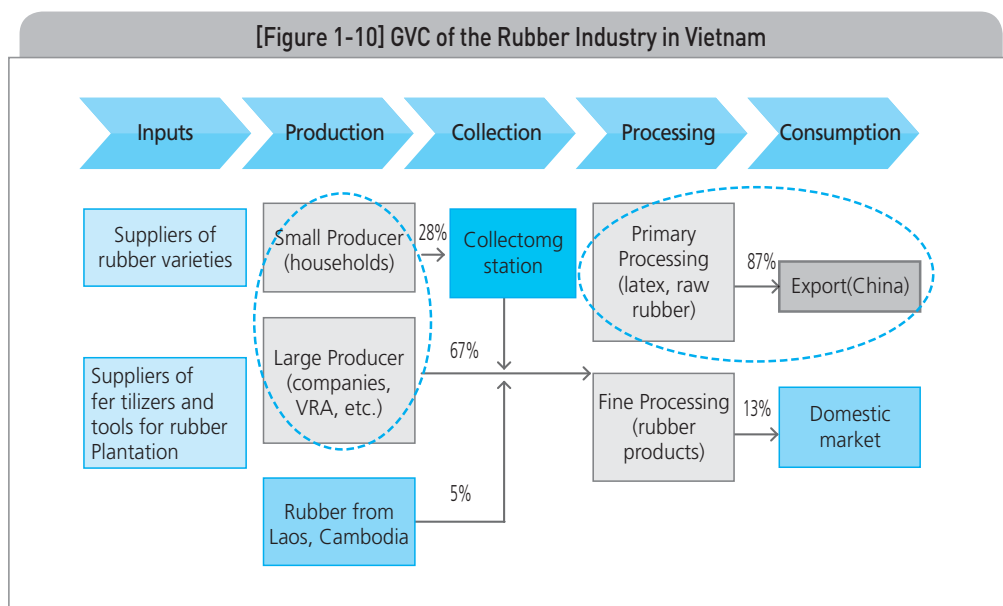 [Figure 1-10] GVC of the Rubber Industry in Vietnam
Inputs
Production
Collection
Processing
Consumption
Suppliers of
rubber varieties
Small Producer
(households)
28%
Collectomg
station
Primary
Processing
(latex, raw
rubber)
87%
Export(China)
Suppliers of
fer tilizers and
tools for rubber
Plantation
Large Producer
(companies,
VRA, etc.)
67%
Fine Processing
(rubber
products)
13%
Domestic
market
Rubber from
Laos, Cambodia
5%